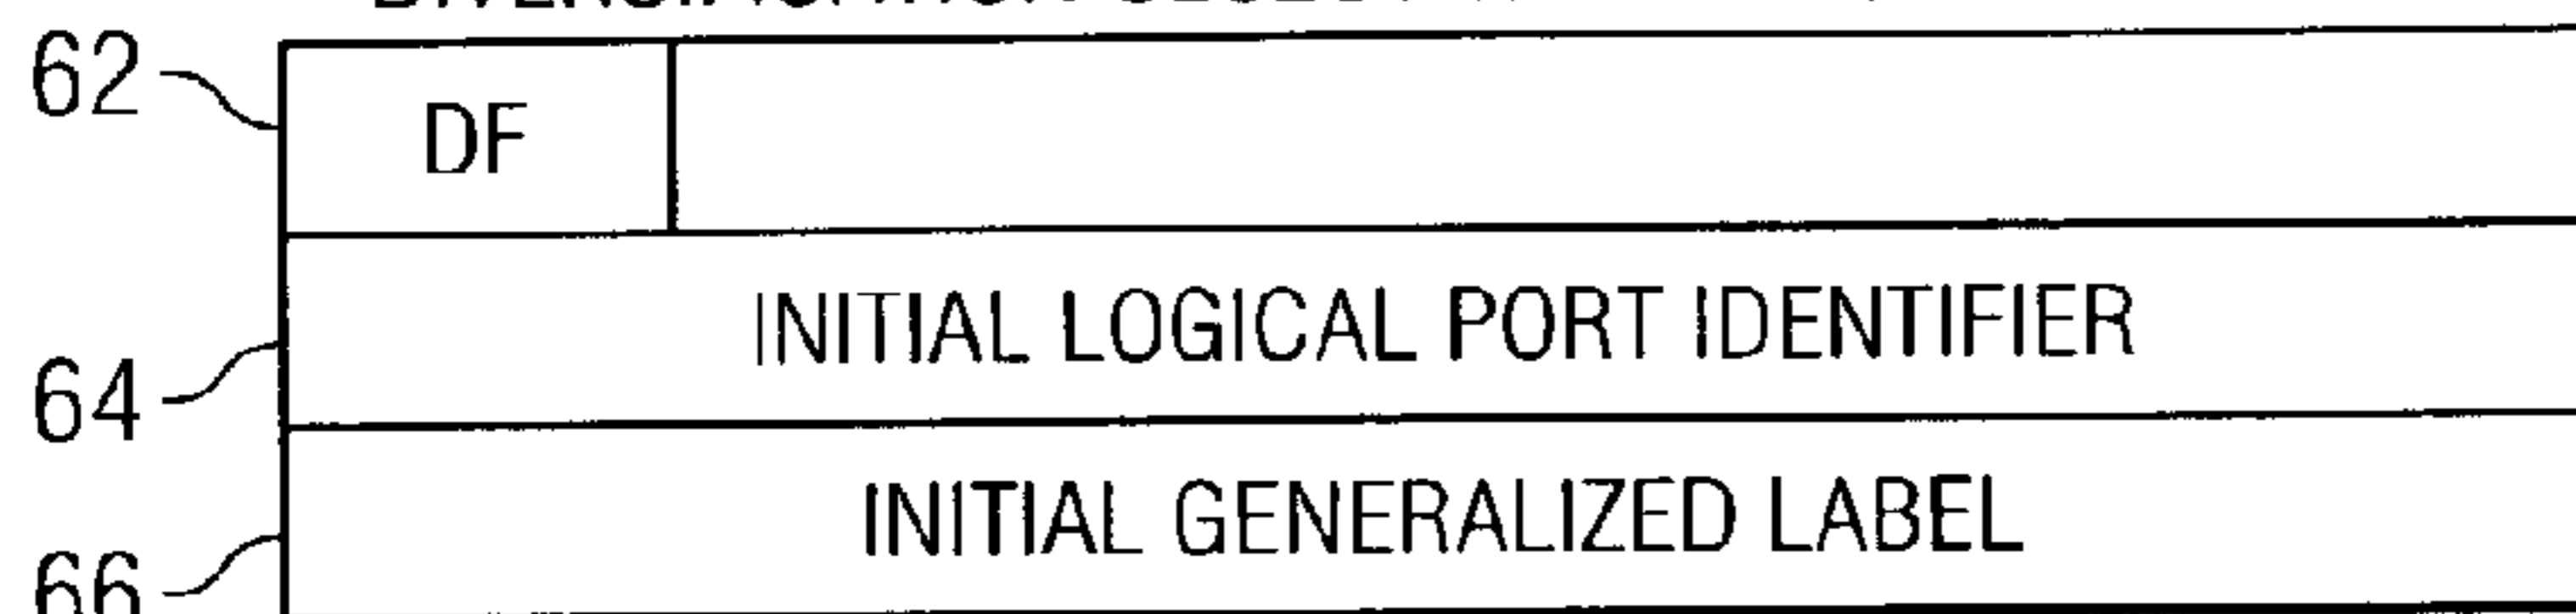 62
DF
INITIAL LOGICAL PORT IDENTIFIER
64
INITIAL GENERALIZED LABEL
66